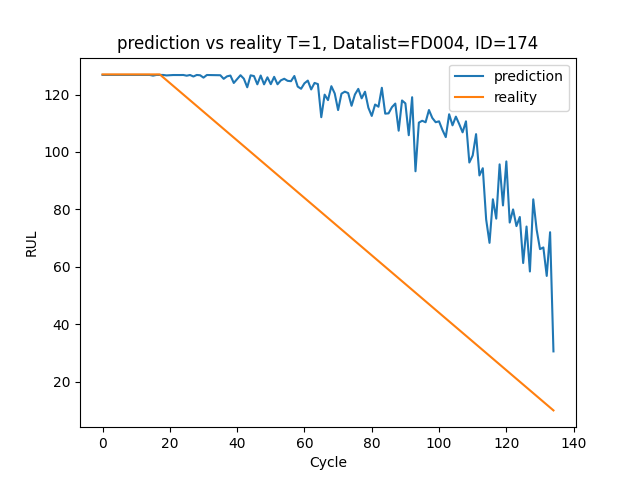 prediction vs reality T=1, Datalist=FD004, ID=174
prediction
reality
RUL
120
100
80
60
40
20
0 20 40 60 80 100 120 140
Cycle